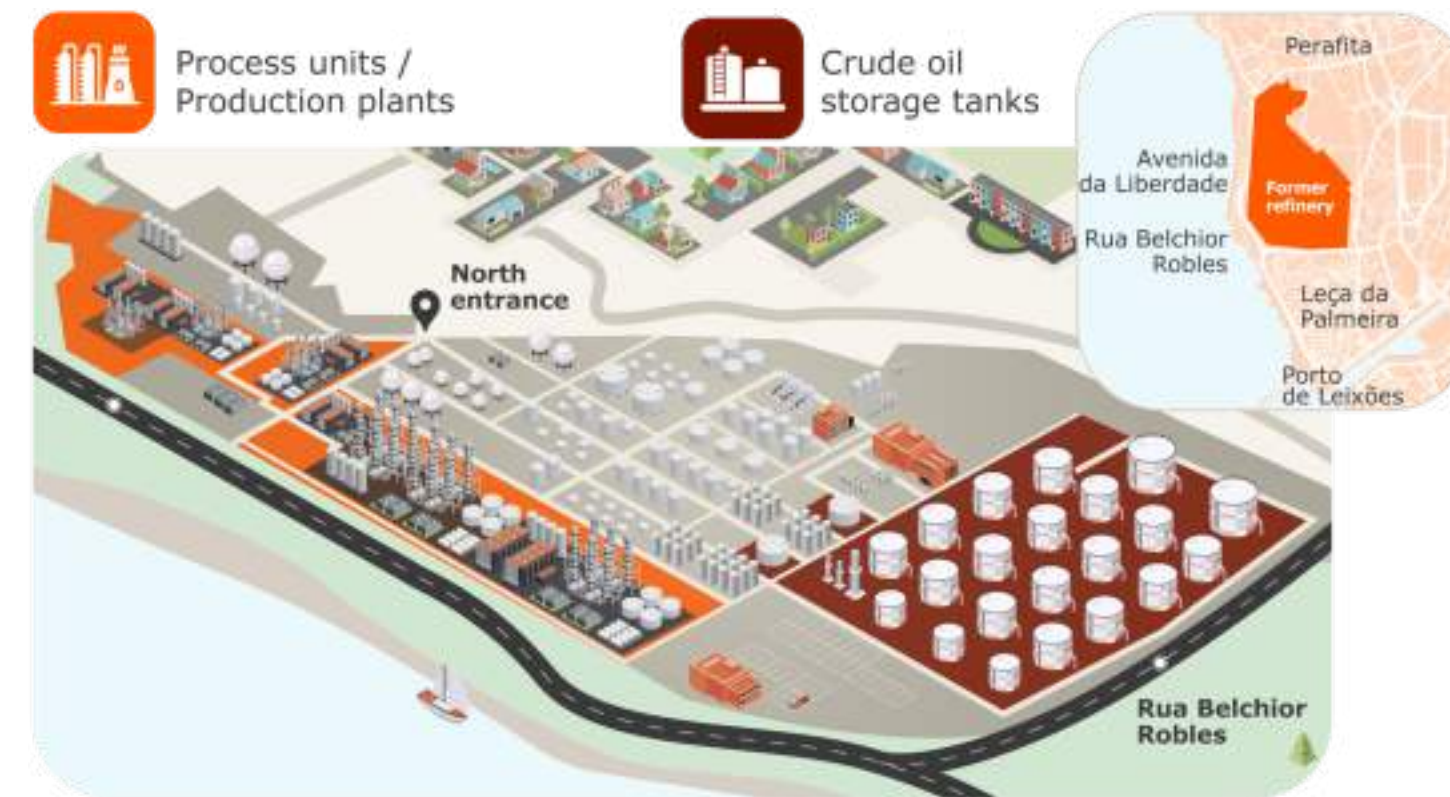 Process units /
Production plants
Crude oil
storage tanks
Perafita
Avenida
da Liberdade
Former
refinery
Rua Belchior
Robles
Leça da
Palmeira
Porto
de Leixões
North
entrance
Rua Belchior
Robles